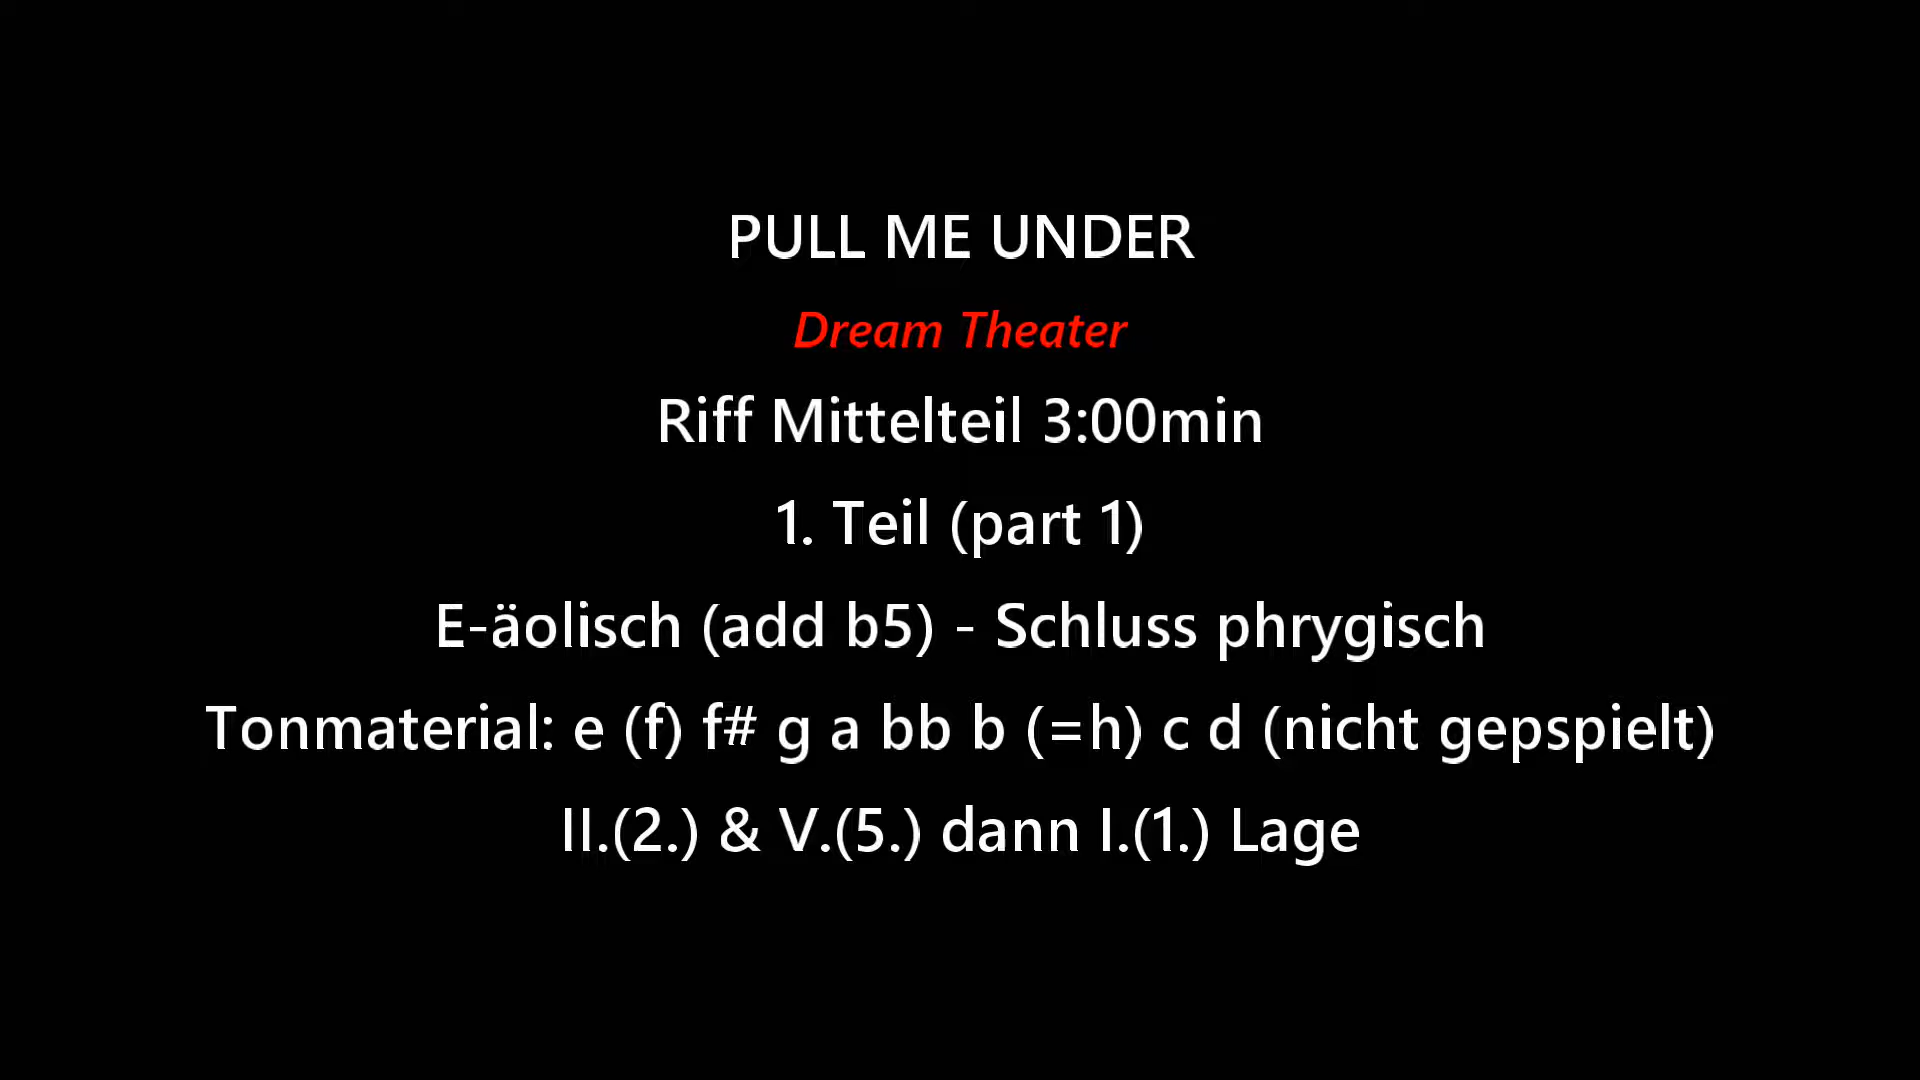 PULL ME UNDER
Dream Theater
Riff Mittelteil 3:00min
1. Teil (part 1)
E-äolisch (add b5) - Schluss phrygisch
Tonmaterial: e (f) f# g a bb b (=h) c d (nicht gepspielt)
II.(2.) & V.(5.) dann I.(1.) Lage